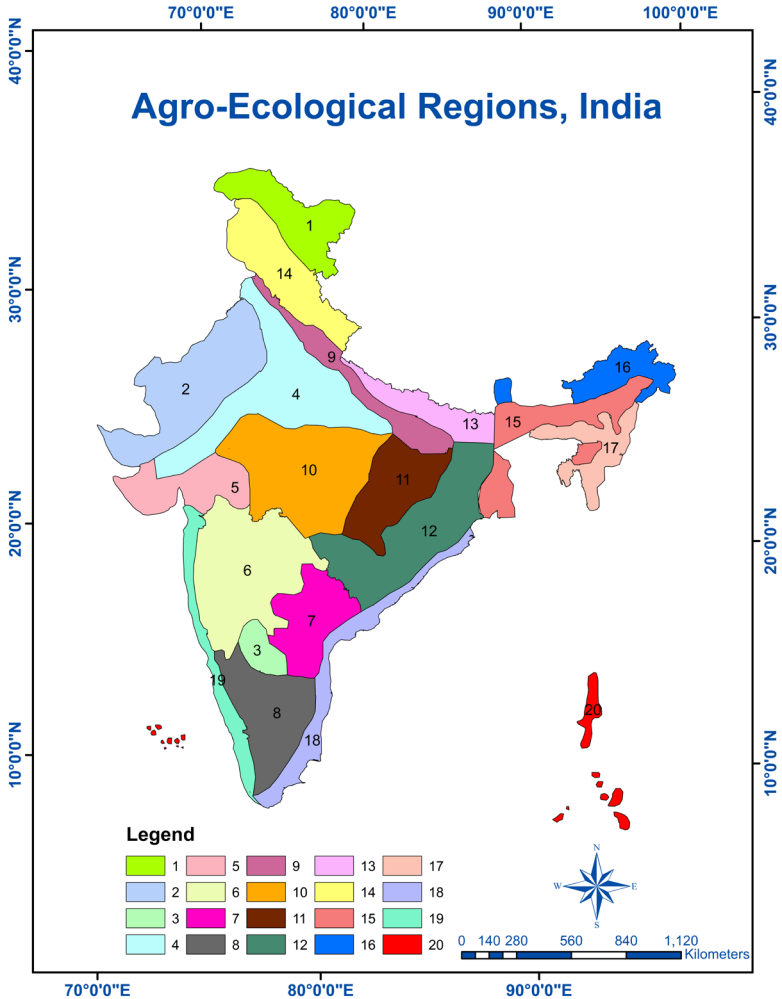 70°0'0"E 80°0'0"E 90°0'0"E 100°0'0"E
40°0'0"N
40°0'0"N
Agro-Ecological Regions, India
1
14
30°0'0"N
30°0'0"N
9
16
2
4
13
15
17
10
11
5
20°0'0"N
20°0'0"N
12
6
7
3
19
20
8
18
10°0'0"N
10°0'0"N
Legend
1 5 9 13 17
2 6 10 14 18
3 7 11 15 19
4 8 12 16 20
N
W E
S
0 140 280 560 840 1,120
Kilometers
70°0'0"E 80°0'0"E 90°0'0"E